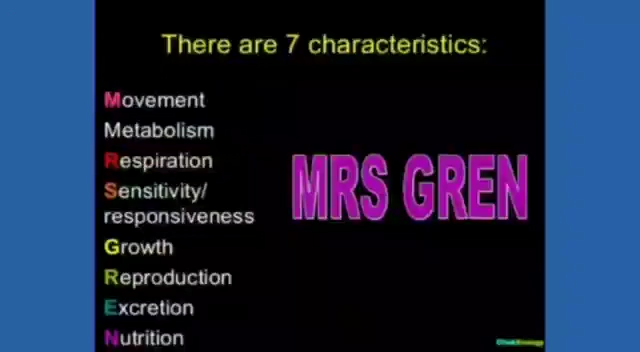 There are 7 characteristics:
Movement
Metabolism
Respiration
Sensitivity/
responsiveness
Growth
Reproduction
Excretion
Nutrition
MRS GREN